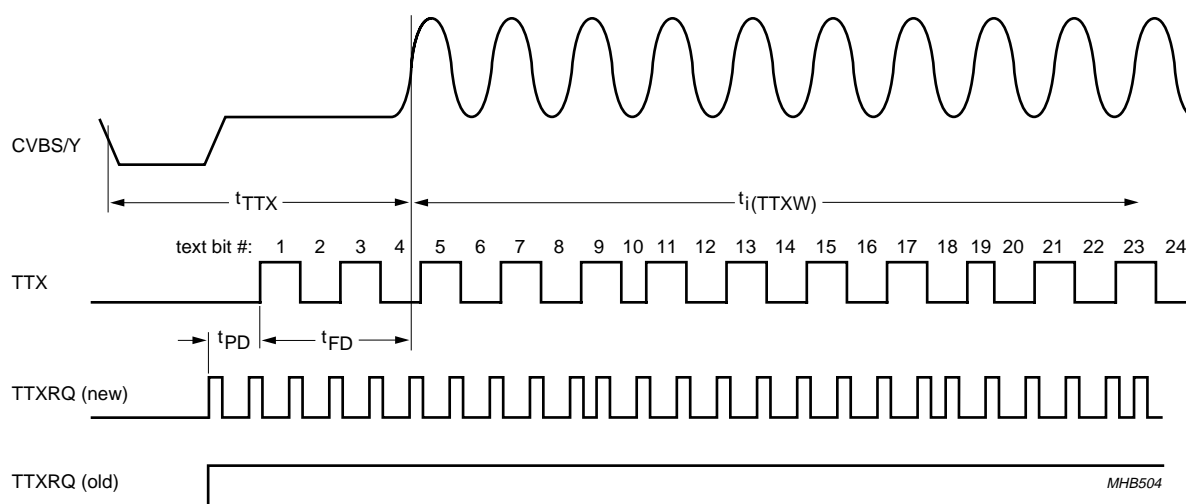 CVBS/Y
tTTX
ti(TTXW)
text bit #: 1 2 3 4 5 6 7 8 9 10 11 12 13 14 15 16 17 18 19 20 21 22 23 24
TTX
tPD
tFD
TTXRQ (new)
TTXRQ (old)
MHB504